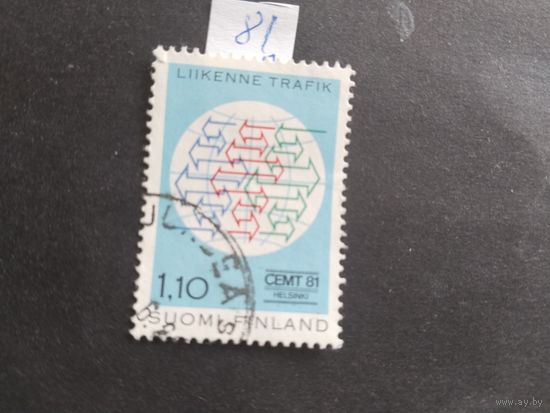 81
LIIKENNE TRAFIK
1,10
CEMT 81
HELSINKI
SUOMI-FINLAND
www.ay.by